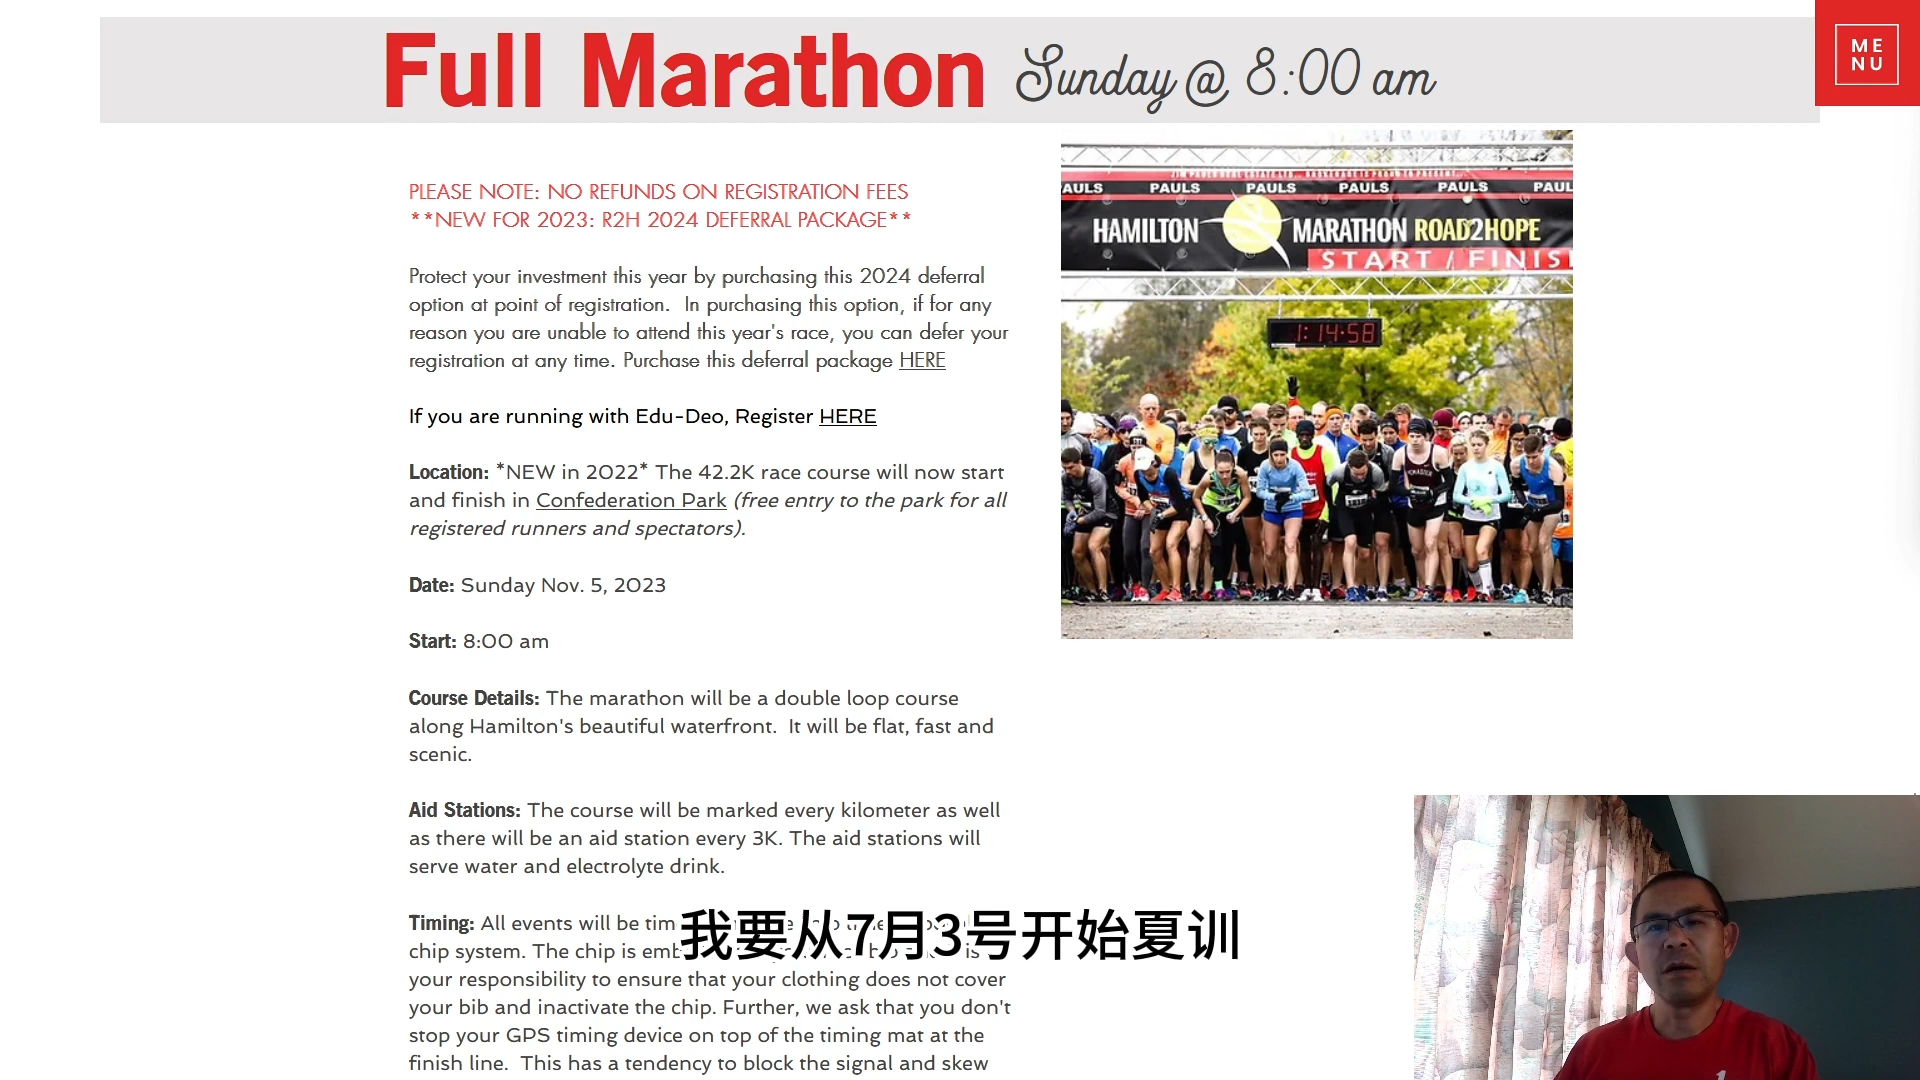 Full Marathon Sunday @ 8:00 am
ME
NU
PLEASE NOTE: NO REFUNDS ON REGISTRATION FEES
**NEW FOR 2023: R2H 2024 DEFERRAL PACKAGE**
Protect your investment this year by purchasing this 2024 deferral
option at point of registration. In purchasing this option, if for any
reason you are unable to attend this year's race, you can defer your
registration at any time. Purchase this deferral package HERE
If you are running with Edu-Deo, Register HERE
Location: *NEW in 2022* The 42.2K race course will now start
and finish in Confederation Park (free entry to the park for all
registered runners and spectators).
Date: Sunday Nov. 5, 2023
Start: 8:00 am
Course Details: The marathon will be a double loop course
along Hamilton's beautiful waterfront. It will be flat, fast and
scenic.
Aid Stations: The course will be marked every kilometer as well
as there will be an aid station every 3K. The aid stations will
serve water and electrolyte drink.
Timing: All events will be
chip system. The chip is
your responsibility to ensure that your clothing does not cover
your bib and inactivate the chip. Further, we ask that you don't
stop your GPS timing device on top of the timing mat at the
finish line. This has a tendency to block the signal and skew
PAULS PAULS PAULS PAULS
HAMILTON MARATHON ROAD2HOPE
START / FINIS
1:14:58
我要从7月3号开始夏训